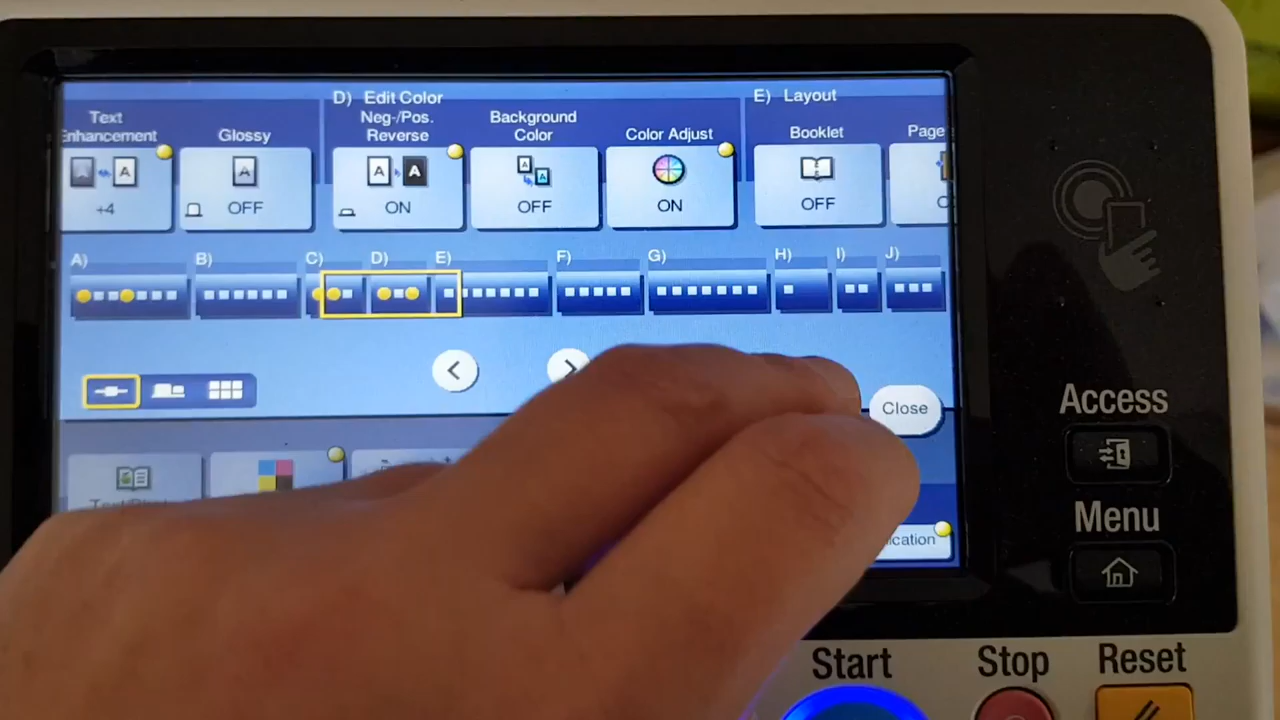 D) Edit Color
E) Layout
Text Enhancement
Glossy
Neg-/Pos. Reverse
Background Color
Color Adjust
Booklet
Page
+4
OFF
ON
OFF
ON
OFF
A)
B)
C)
D)
E)
F)
G)
H)
I)
J)
Close
Access
Menu
Start
Stop
Reset